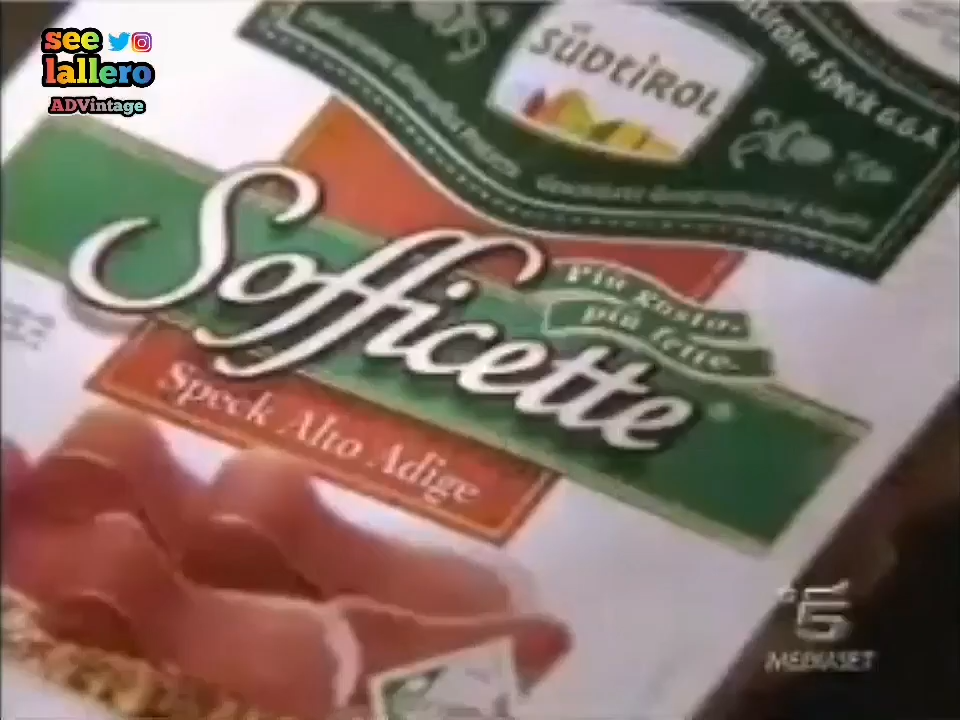 see
lallero
ADVintage
SÜDTiROL
Südtiroler Speck G.G.A
Sofficette
Più gusto,
più fette.
Speck Alto Adige
5
MEDIASET